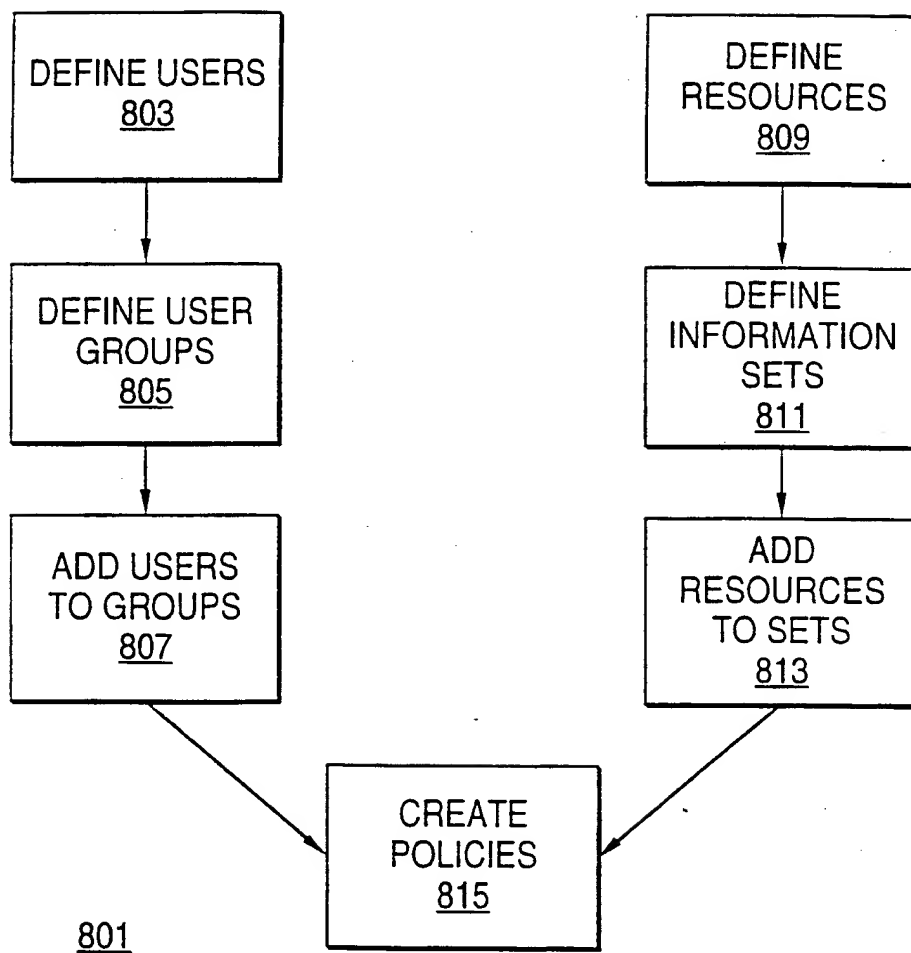 DEFINE USERS
803
DEFINE USER
GROUPS
805
ADD USERS
TO GROUPS
807
DEFINE
RESOURCES
809
DEFINE
INFORMATION
SETS
811
ADD
RESOURCES
TO SETS
813
CREATE
POLICIES
815
801